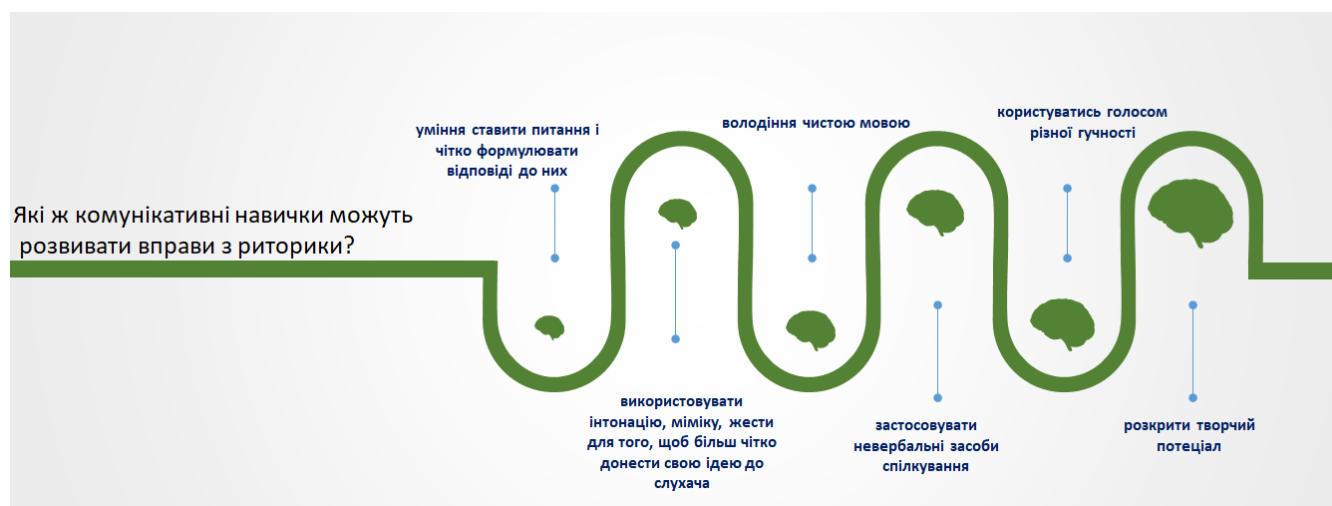 Які ж комунікативні навички можуть
розвивати вправи з риторики?
уміння ставити питання і
чітко формулювати
відповіді до них
використовувати
інтонацію, міміку, жести
для того, щоб більш чітко
донести свою ідею до
слухача
володіння чистою мовою
застосовувати
невербальні засоби
спілкування
користуватись голосом
різної гучності
розкрити творчий
потеціал